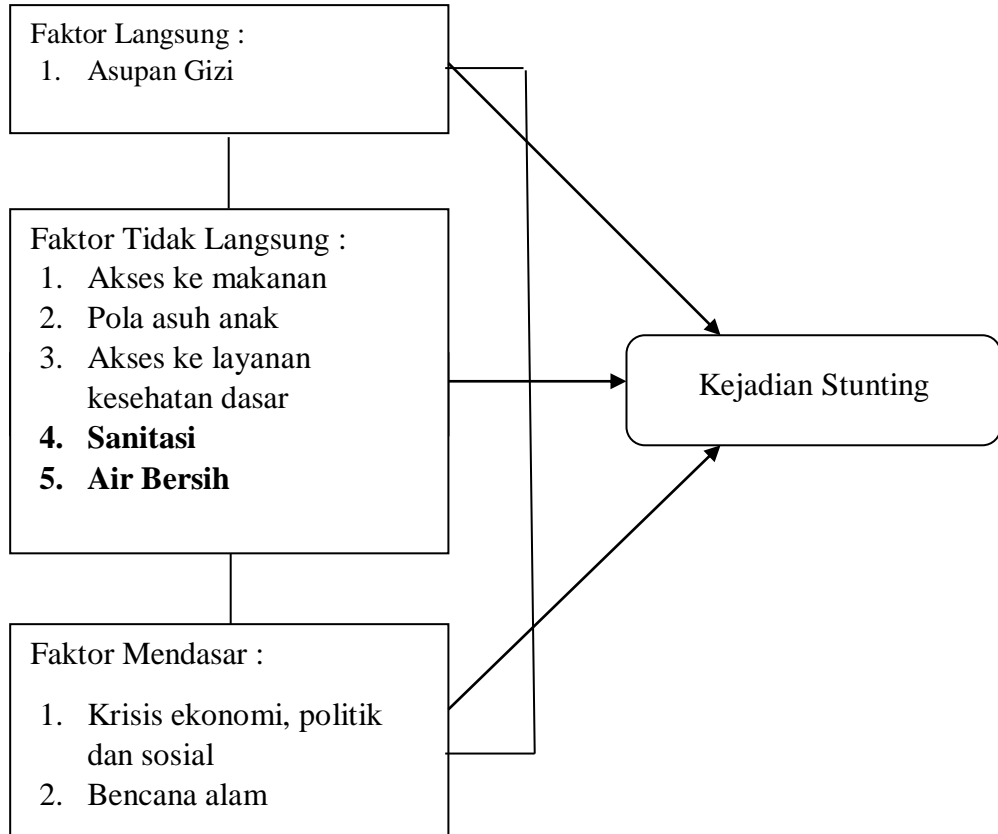 Faktor Langsung :
1. Asupan Gizi
Faktor Tidak Langsung :
1. Akses ke makanan
2. Pola asuh anak
3. Akses ke layanan
kesehatan dasar
4. Sanitasi
5. Air Bersih
Kejadian Stunting
Faktor Mendasar :
1. Krisis ekonomi, politik
dan sosial
2. Bencana alam